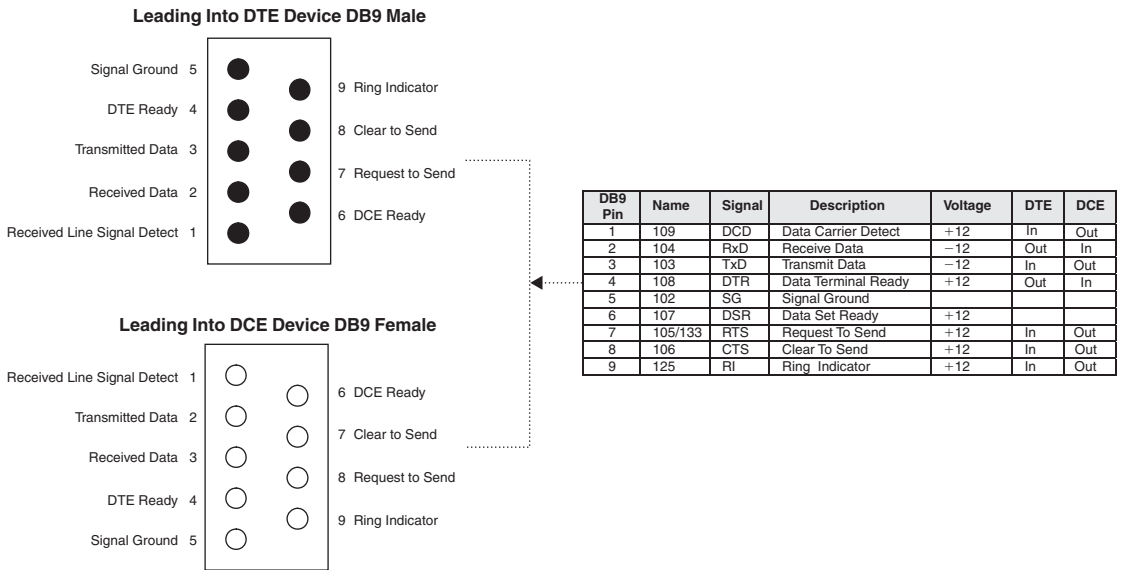 Leading Into DTE Device DB9 Male
Signal Ground 5
DTE Ready 4
Transmitted Data 3
Received Data 2
Received Line Signal Detect 1
9 Ring Indicator
8 Clear to Send
7 Request to Send
6 DCE Ready
Leading Into DCE Device DB9 Female
Received Line Signal Detect 1
Transmitted Data 2
Received Data 3
DTE Ready 4
Signal Ground 5
6 DCE Ready
7 Clear to Send
8 Request to Send
9 Ring Indicator
DB9 Pin Name Signal Description Voltage DTE DCE
1 109 DCD Data Carrier Detect +12 In Out
2 104 RxD Receive Data −12 Out In
3 103 TxD Transmit Data −12 In Out
4 108 DTR Data Terminal Ready +12 Out In
5 102 SG Signal Ground
6 107 DSR Data Set Ready +12
7 105/133 RTS Request To Send +12 In Out
8 106 CTS Clear To Send +12 In Out
9 125 RI Ring Indicator +12 In Out